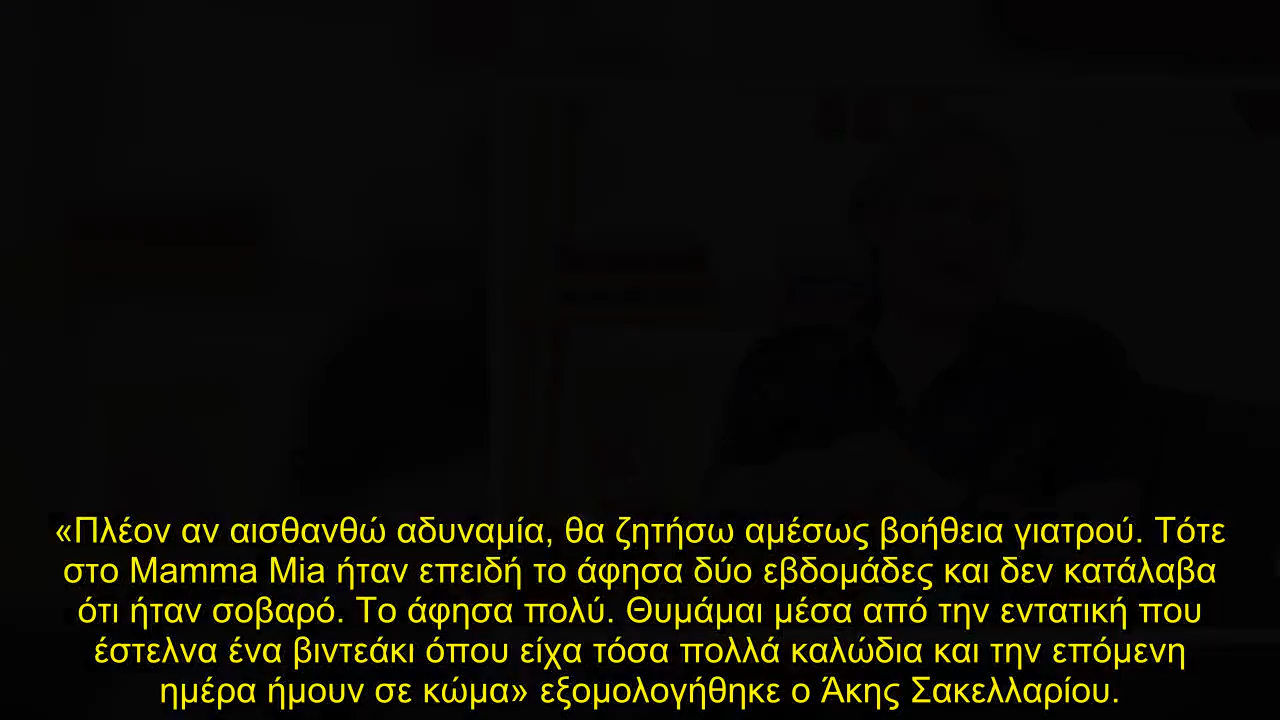 «Πλέον αν αισθανθώ αδυναμία, θα ζητήσω αμέσως βοήθεια γιατρού. Τότε
στο Mamma Mia ήταν επειδή το άφησα δύο εβδομάδες και δεν κατάλαβα
ότι ήταν σοβαρό. Το άφησα πολύ. Θυμάμαι μέσα από την εντατική που
έστελνα ένα βιντεάκι όπου είχα τόσα πολλά καλώδια και την επόμενη
ημέρα ήμουν σε κώμα» εξομολογήθηκε ο Άκης Σακελλαρίου.